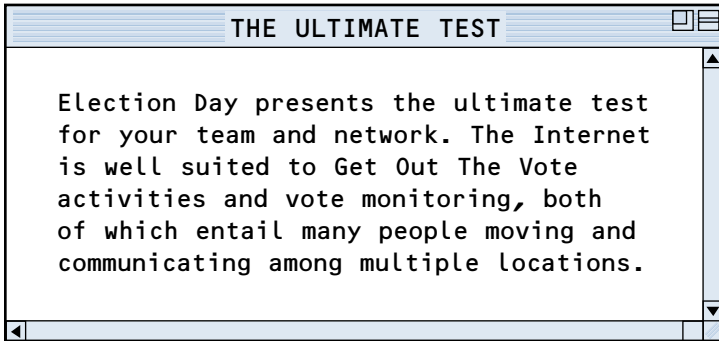 THE ULTIMATE TEST
Election Day presents the ultimate test
for your team and network. The Internet
is well suited to Get Out The Vote
activities and vote monitoring, both
of which entail many people moving and
communicating among multiple locations.